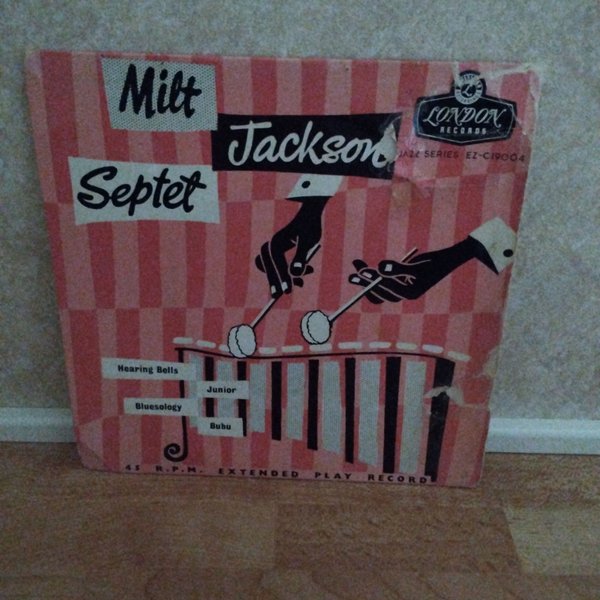 Milt
Jackson
Septet
LONDON
RECORDS
JAZZ SERIES EZ-C19004
Hearing Bells
Junior
Bluesology
Buhu
45 R.P.M. EXTENDED PLAY RECORD